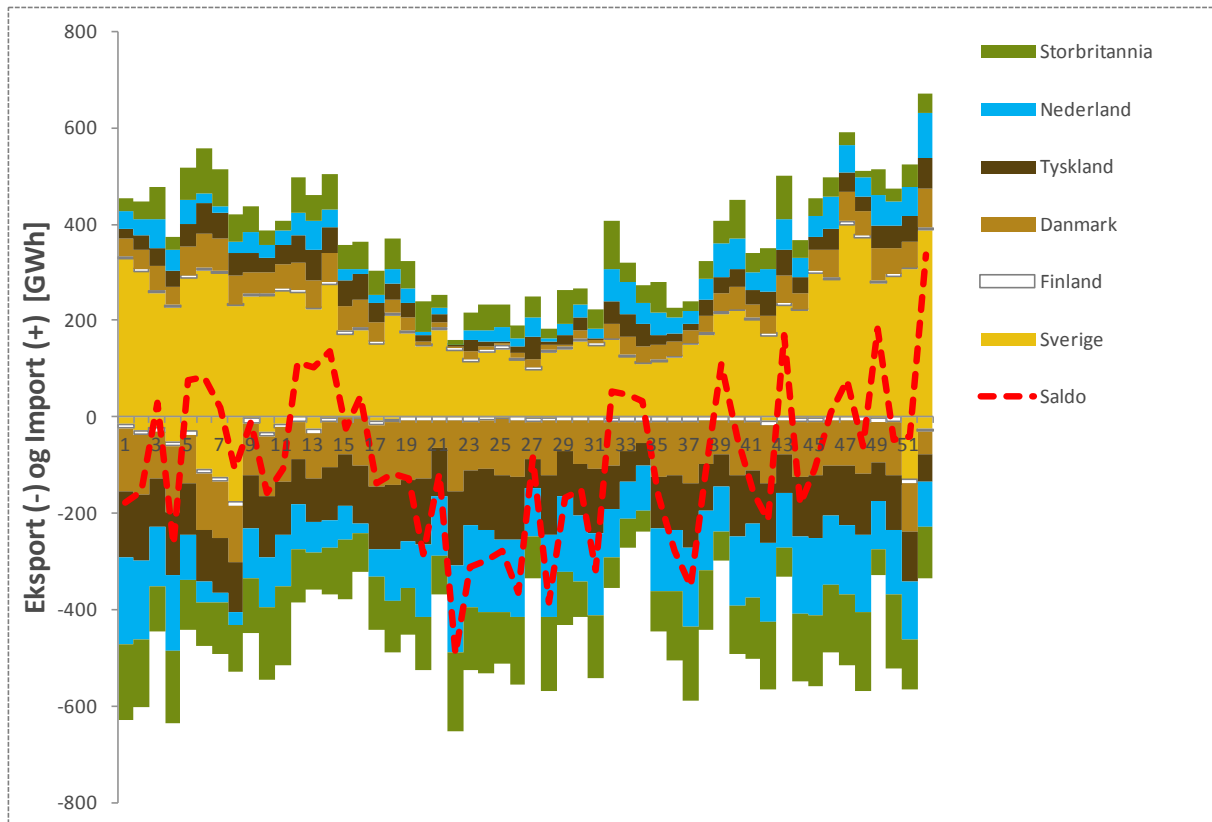 Eksport (-) og Import (+) [GWh]
800
600
400
200
0
-200
-400
-600
-800
1 3 5 7 9 11 13 15 17 19 21 23 25 27 29 31 33 35 37 39 41 43 45 47 49 51
Storbritannia
Nederland
Tyskland
Danmark
Finland
Sverige
Saldo